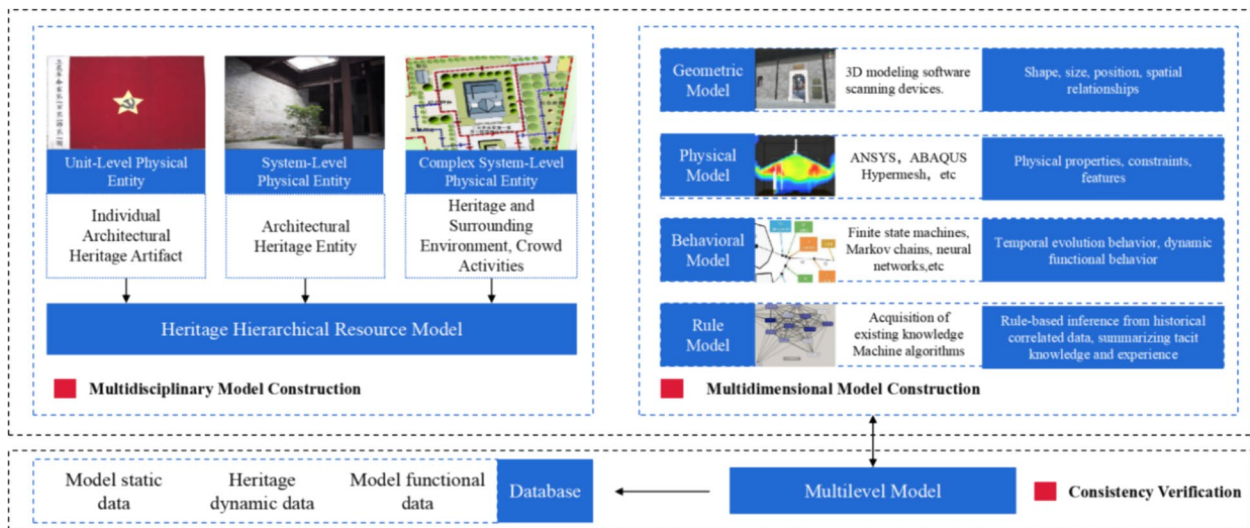 Unit-Level Physical
Entity
System-Level
Physical Entity
Complex System-Level
Physical Entity
Individual
Architectural
Heritage Artifact
Architectural
Heritage Entity
Heritage and
Surrounding
Environment, Crowd
Activities
Heritage Hierarchical Resource Model
Multidisciplinary Model Construction
Geometric
Model
3D modeling software
scanning devices.
Shape, size, position, spatial
relationships
Physical
Model
ANSYS，ABAQUS
Hypermesh，etc
Physical properties, constraints,
features
Behavioral
Model
Finite state machines,
Markov chains, neural
networks,etc
Temporal evolution behavior, dynamic
functional behavior
Rule
Model
Acquisition of
existing knowledge
Machine algorithms
Rule-based inference from historical
correlated data, summarizing tacit
knowledge and experience
Multidimensional Model Construction
Model static
data
Heritage
dynamic data
Model functional
data
Database
Multilevel Model
Consistency Verification